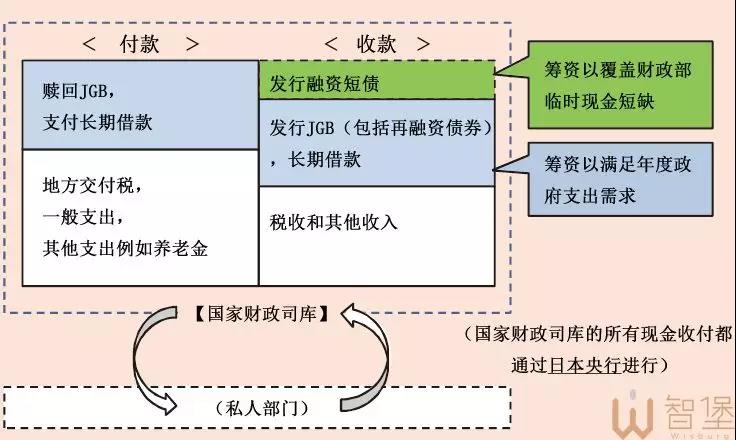 < 付款 >
< 收款 >
赎回JGB，
支付长期借款
地方交付税，
一般支出，
其他支出例如养老金
发行融资短债
发行JGB（包括再融资债券）
，长期借款
税收和其他收入
筹资以覆盖财政部
临时现金短缺
筹资以满足年度政
府支出需求
【国家财政司库】
（私人部门）
（国家财政司库的所有现金收付都
通过日本央行进行）
智堡
Wisburg